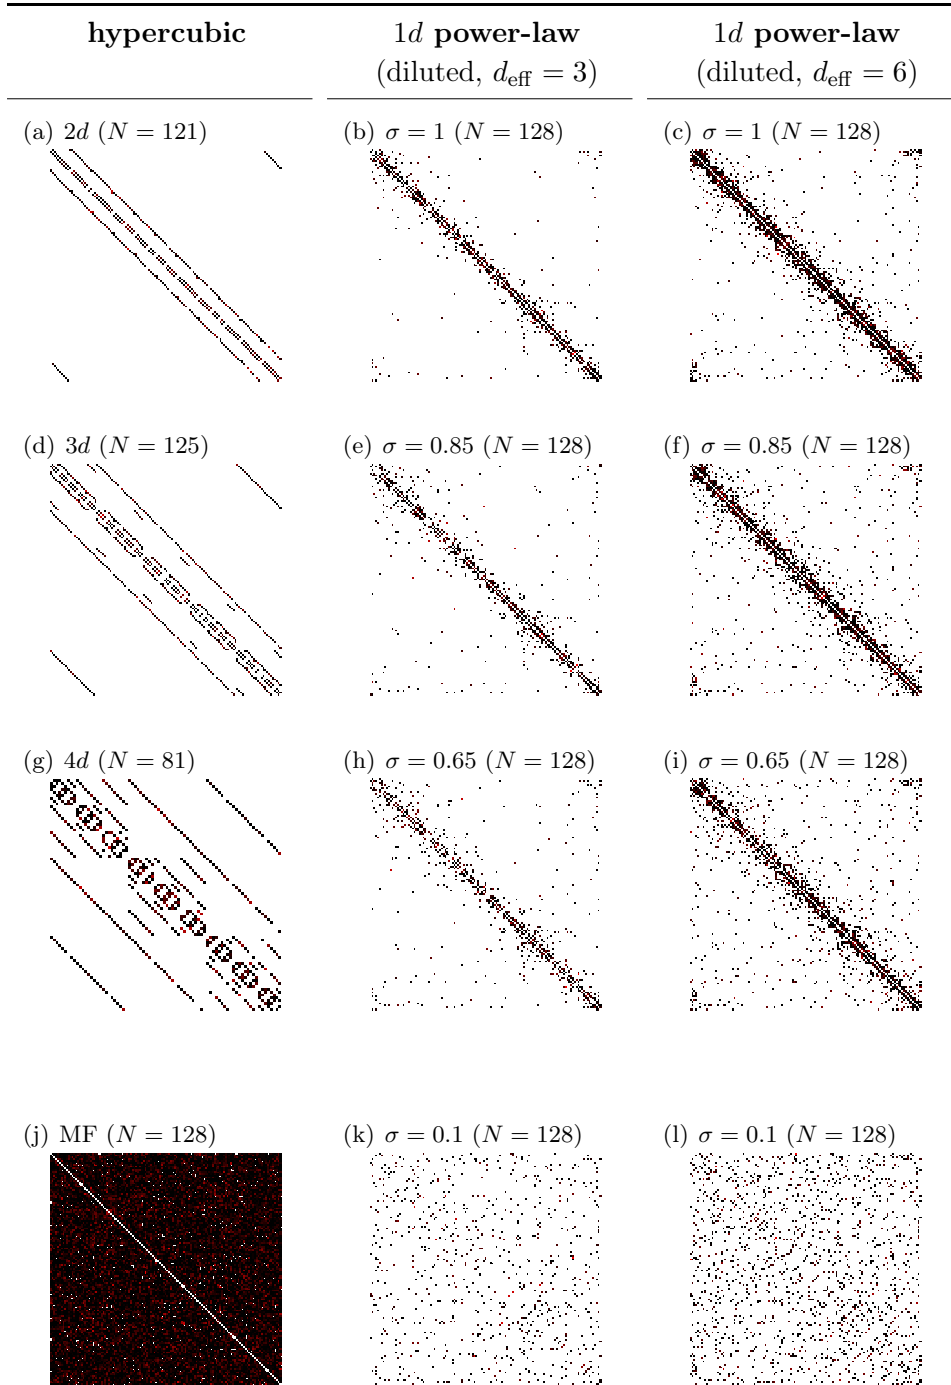 hypercubic 1d power-law 1d power-law
(diluted, d_eff = 3) (diluted, d_eff = 6)
(a) 2d (N = 121) (b) σ = 1 (N = 128) (c) σ = 1 (N = 128)
(d) 3d (N = 125) (e) σ = 0.85 (N = 128) (f) σ = 0.85 (N = 128)
(g) 4d (N = 81) (h) σ = 0.65 (N = 128) (i) σ = 0.65 (N = 128)
(j) MF (N = 128) (k) σ = 0.1 (N = 128) (l) σ = 0.1 (N = 128)